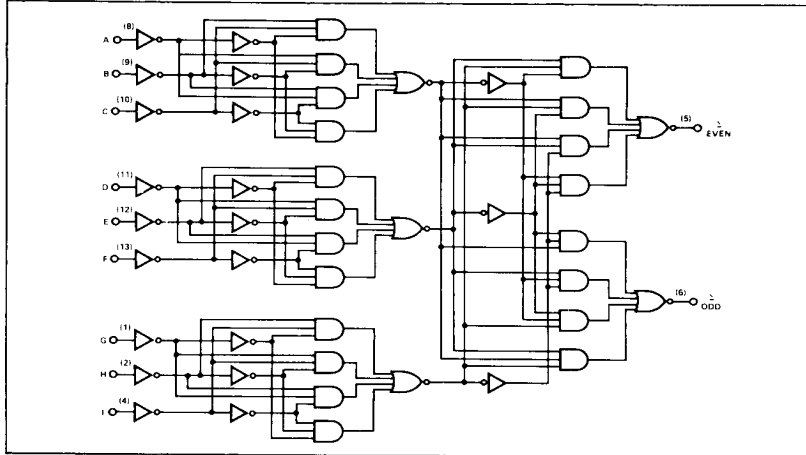 (8)
A
(9)
B
(10)
C
(5)
Σ
EVEN
(11)
D
(12)
E
(13)
F
(6)
Σ
ODD
(1)
G
(2)
H
(4)
I